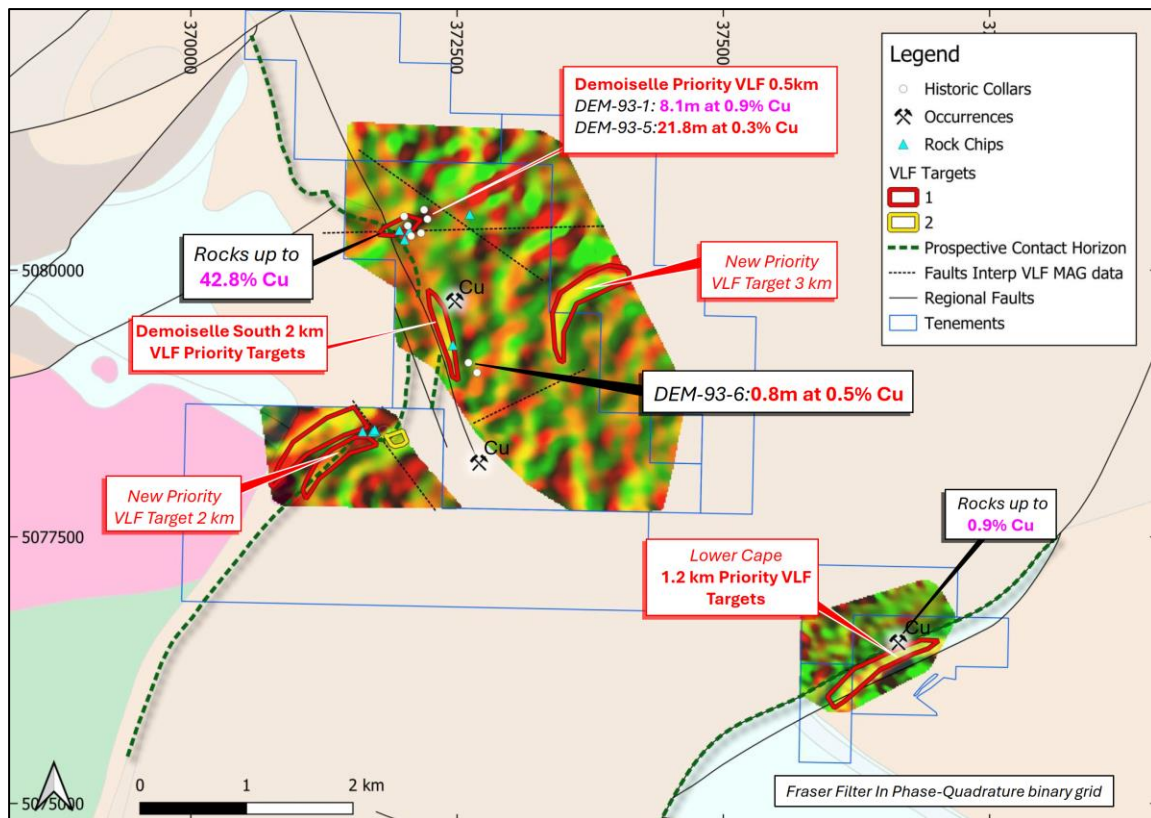 370000
372500
37500
Demoiselle Priority VLF 0.5km
DEM-93-1: 8.1m at 0.9% Cu
DEM-93-5:21.8m at 0.3% Cu
Legend
Historic Collars
Occurrences
Rock Chips
VLF Targets
1
2
Prospective Contact Horizon
Faults Interp VLF MAG data
Regional Faults
Tenements
5080000
Rocks up to
42.8% Cu
New Priority
VLF Target 3 km
Cu
Demoiselle South 2 km
VLF Priority Targets
DEM-93-6:0.8m at 0.5% Cu
Cu
New Priority
VLF Target 2 km
5077500
Rocks up to
0.9% Cu
Lower Cape
1.2 km Priority VLF
Targets
Cu
0 1 2 km
Fraser Filter In Phase-Quadrature binary grid
5075000